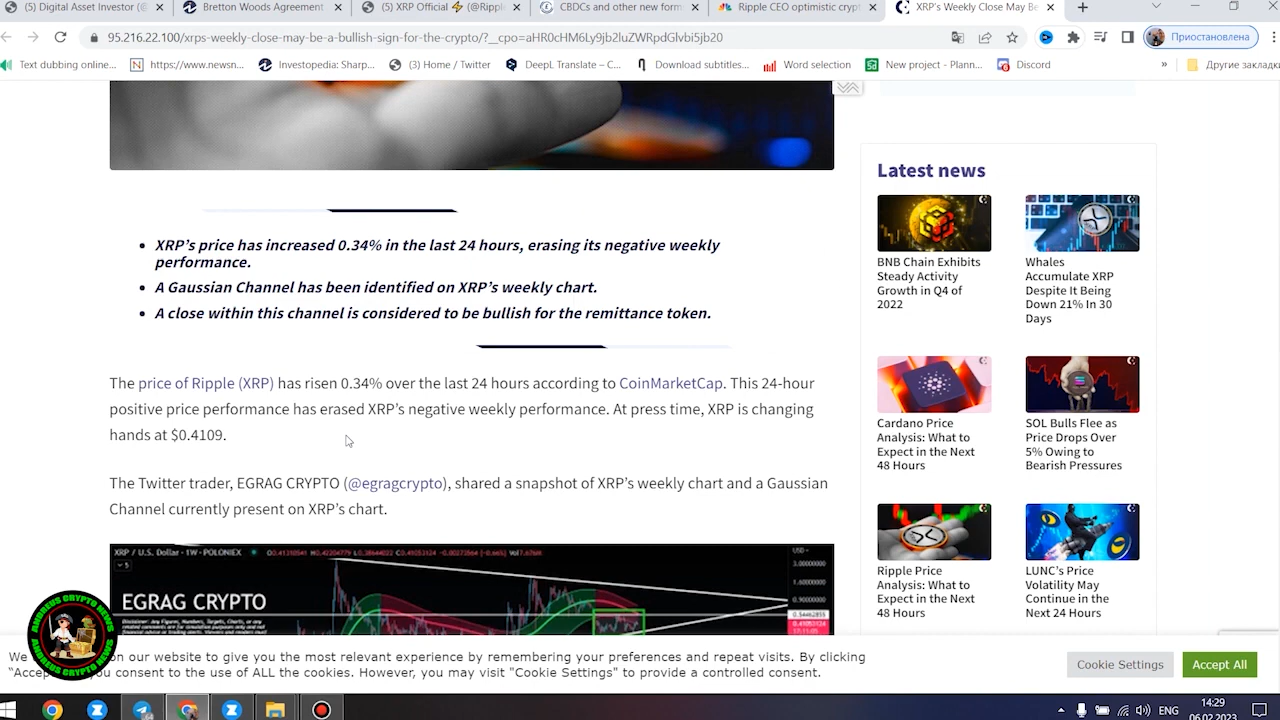 (5) Digital Asset Investor (@
Bretton Woods Agreement
(5) XRP Official ⚡ (@Ripple
CBDCs and other new form
Ripple CEO optimistic crypt
XRP's Weekly Close May Be
95.216.22.100/xrps-weekly-close-may-be-a-bullish-sign-for-the-crypto/?__cpo=aHR0cHM6Ly9jb2luZWRpdGlvbi5jb20
Приостановлена
Text dubbing online...
https://www.newsn...
Investopedia: Sharp...
(3) Home / Twitter
DeepL Translate – C...
Download subtitles...
Word selection
New project - Plann...
Discord
»
Другие закладки
XRP’s price has increased 0.34% in the last 24 hours, erasing its negative weekly
performance.
A Gaussian Channel has been identified on XRP’s weekly chart.
A close within this channel is considered to be bullish for the remittance token.
The price of Ripple (XRP) has risen 0.34% over the last 24 hours according to CoinMarketCap. This 24-hour
positive price performance has erased XRP’s negative weekly performance. At press time, XRP is changing
hands at $0.4109.
The Twitter trader, EGRAG CRYPTO (@egragcrypto), shared a snapshot of XRP’s weekly chart and a Gaussian
Channel currently present on XRP’s chart.
XRP / U.S. Dollar · 1W · POLONIEX
USD
5
3.00000000
1.60000000
0.90000000
EGRAG CRYPTO
Latest news
BNB Chain Exhibits
Steady Activity
Growth in Q4 of
2022
Whales
Accumulate XRP
Despite It Being
Down 21% In 30
Days
Cardano Price
Analysis: What to
Expect in the Next
48 Hours
SOL Bulls Flee as
Price Drops Over
5% Owing to
Bearish Pressures
Ripple Price
Analysis: What to
Expect in the Next
48 Hours
LUNC’s Price
Volatility May
Continue in the
Next 24 Hours
We on our website to give you the most relevant experience by remembering your preferences and repeat visits. By clicking
“Accep you consent to the use of ALL the cookies. However, you may visit "Cookie Settings" to provide a controlled consent.
Cookie Settings
Accept All
ENG
14:29
06.02.2023